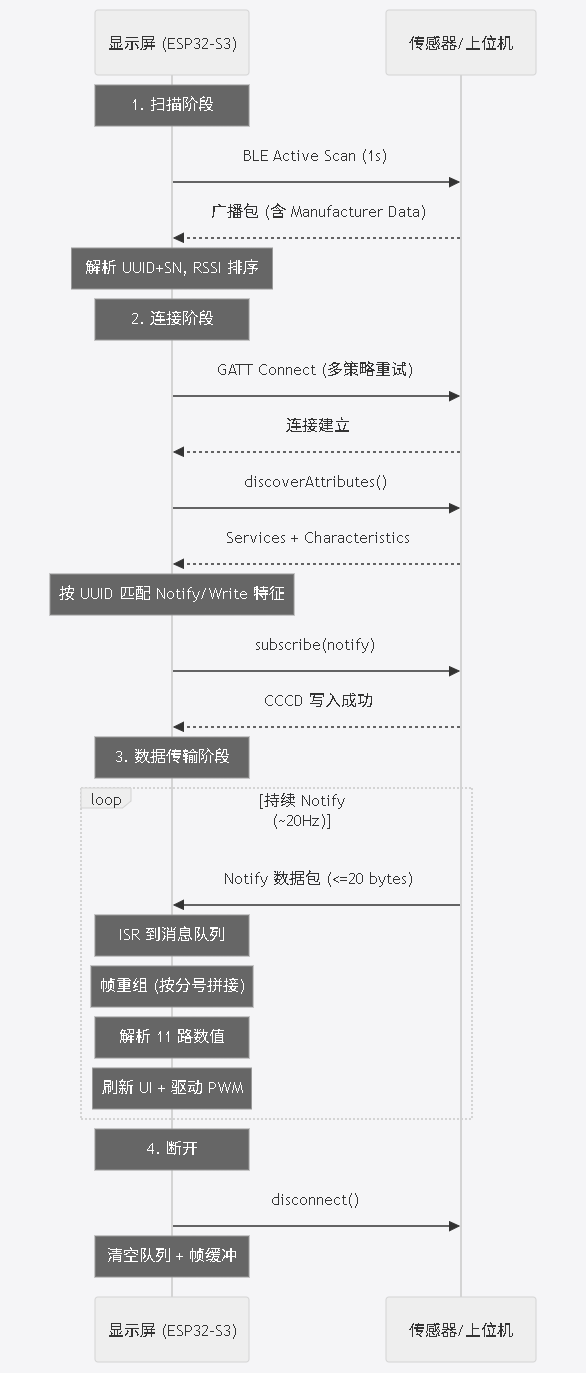 显示屏 (ESP32-S3)
传感器/上位机
1. 扫描阶段
BLE Active Scan (1s)
广播包 (含 Manufacturer Data)
解析 UUID+SN, RSSI 排序
2. 连接阶段
GATT Connect (多策略重试)
连接建立
discoverAttributes()
Services + Characteristics
按 UUID 匹配 Notify/Write 特征
subscribe(notify)
CCCD 写入成功
3. 数据传输阶段
loop
[持续 Notify
(~20Hz)]
Notify 数据包 (<=20 bytes)
ISR 到消息队列
帧重组 (按分号拼接)
解析 11 路数值
刷新 UI + 驱动 PWM
4. 断开
disconnect()
清空队列 + 帧缓冲
显示屏 (ESP32-S3)
传感器/上位机